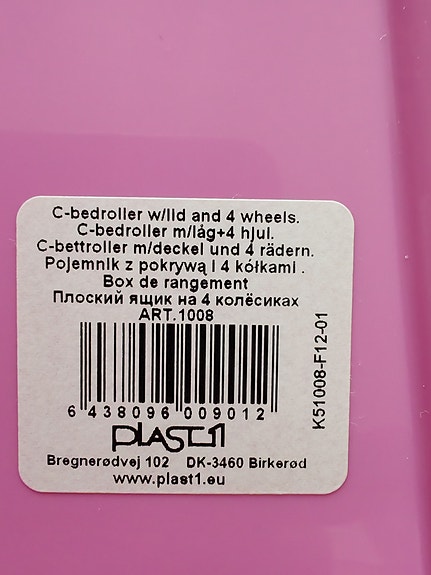 C-bedroller w/lid and 4 wheels.
C-bedroller m/låg+4 hjul.
C-bettroller m/deckel und 4 rädern.
Pojemnik z pokrywą i 4 kółkami .
Box de rangement
Плоский ящик на 4 колёсиках
ART.1008
6 438096 009012
K51008-F12-01
PLAST1
Bregnerødvej 102 DK-3460 Birkerød
www.plast1.eu